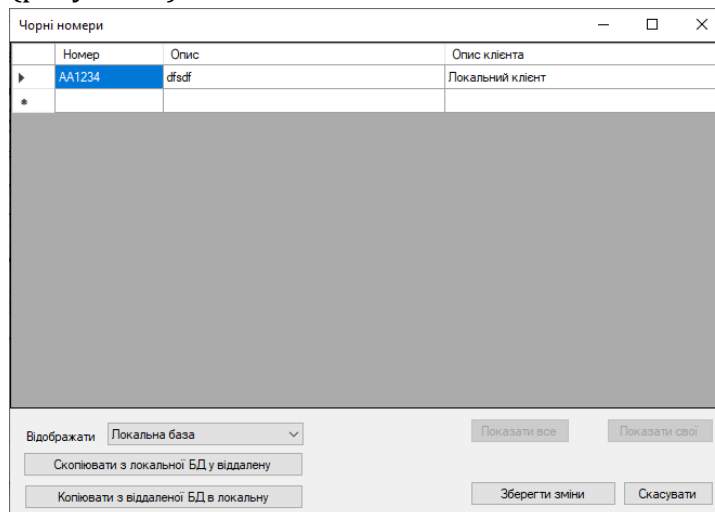 Чорні номери
Номер Опис Опис клієнта
AA1234 dfsdf Локальний клієнт
Відображати Локальна база Показати все Показати свої
Скопіювати з локальної БД у віддалену
Копіювати з віддаленої БД в локальну Зберегти зміни Скасувати